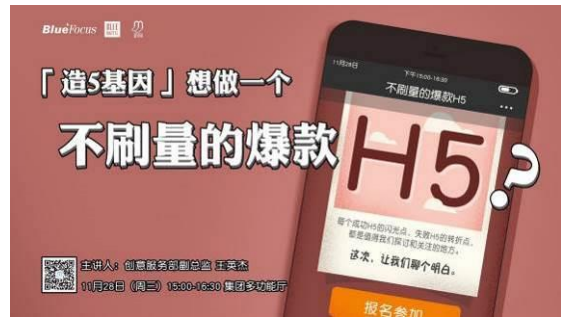 BlueFocus
「造5基因」想做一个
不刷量的爆款
H5?
11月28日
下午15:00-16:30
不刷量的爆款H5
每个成功H5的闪光点、失败H5的转折点,
都是值得我们探讨和关注的地方。
这次,让我们聊个明白。
报名参加
主讲人:创意服务部副总监 王英杰
11月28日(周三)15:00-16:30 集团多功能厅